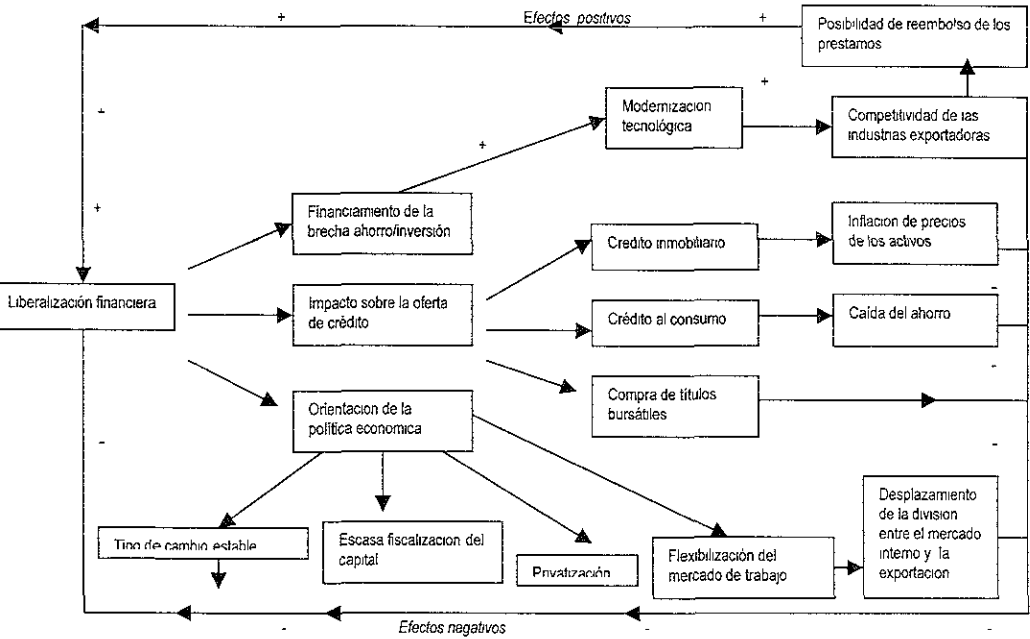 +
Efectos positivos
+
Posibilidad de reembolso de los
prestamos
+
+
Modernizacion
tecnológica
Competitividad de las
industrias exportadoras
+
+
Financiamiento de la
brecha ahorro/inversión
Credito inmobiliario
Inflacion de precios
de los activos
Liberalización financiera
Impacto sobre la oferta
de crédito
-
Crédito al consumo
Caída del ahorro
-
Compra de títulos
bursátiles
Orientacion de la
política economica
-
-
Desplazamiento
de la division
entre el mercado
interno y la
exportacion
Tipo de cambio estable
Escasa fiscalizacion del
capital
Privatización
Flexibilización del
mercado de trabajo
-
Efectos negativos
-
-